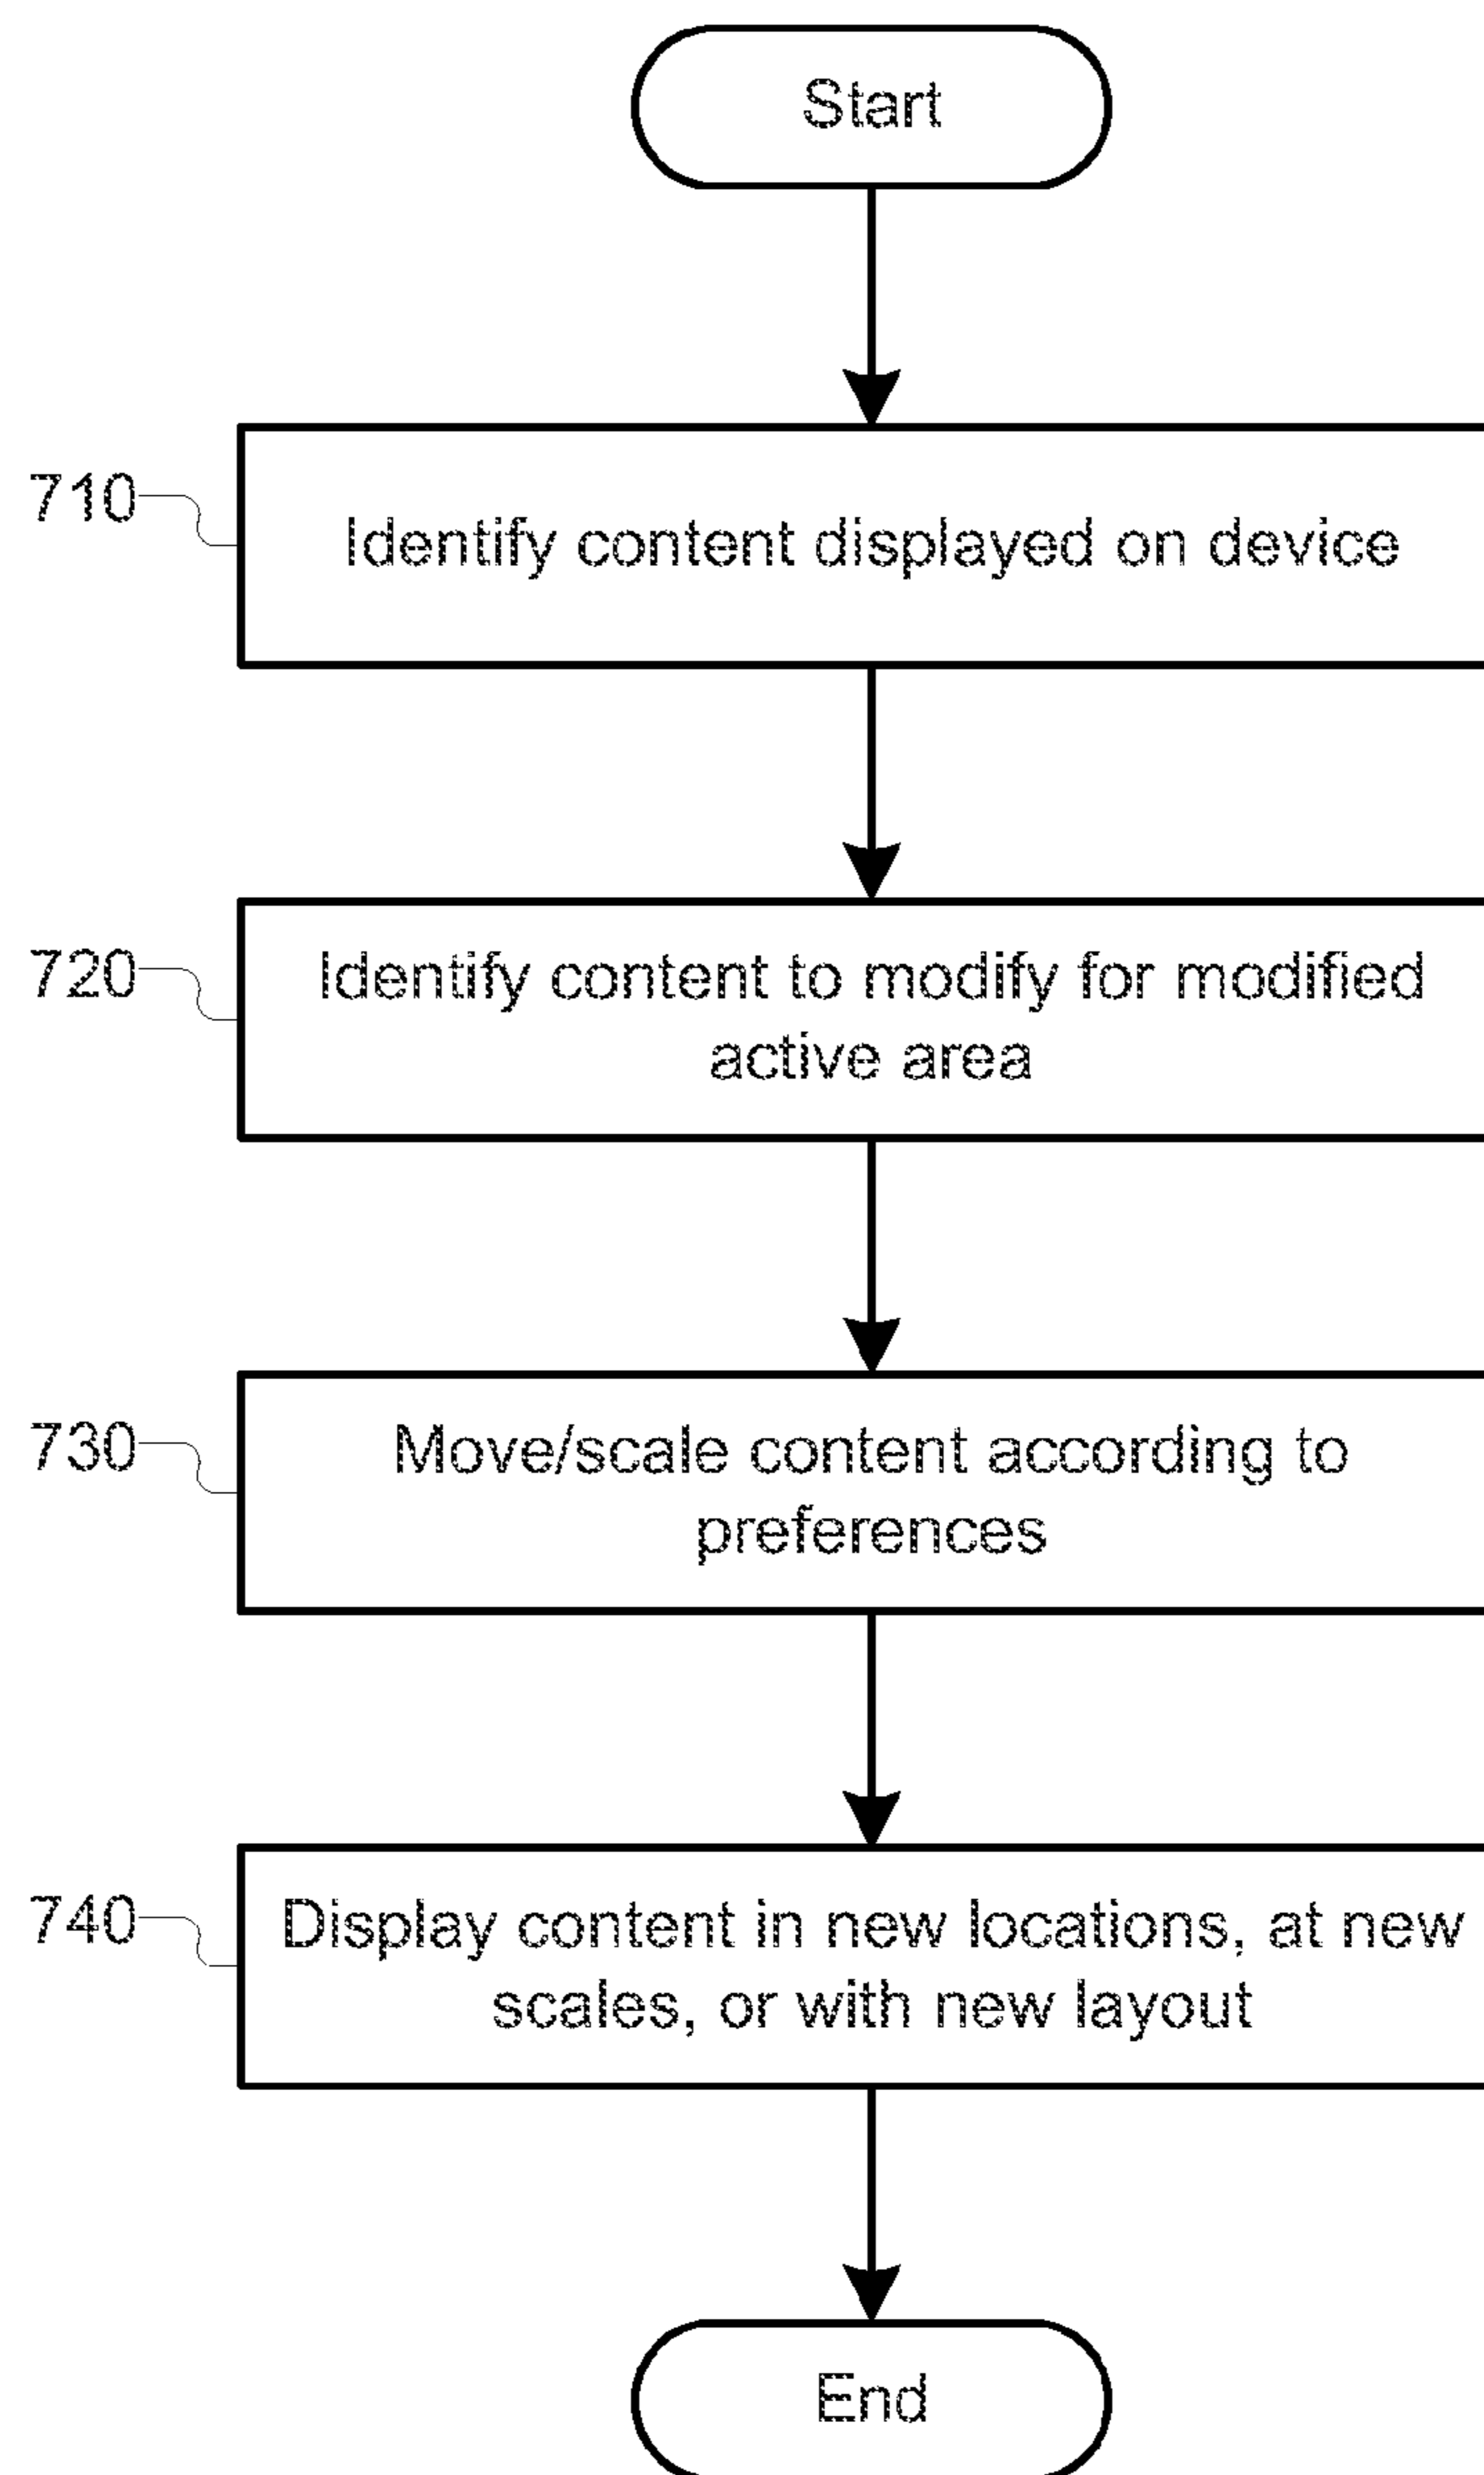 Start
710
Identify content displayed on device
720
Identify content to modify for modified
active area
730
Move/scale content according to
preferences
740
Display content in new locations, at new
scales, or with new layout
End